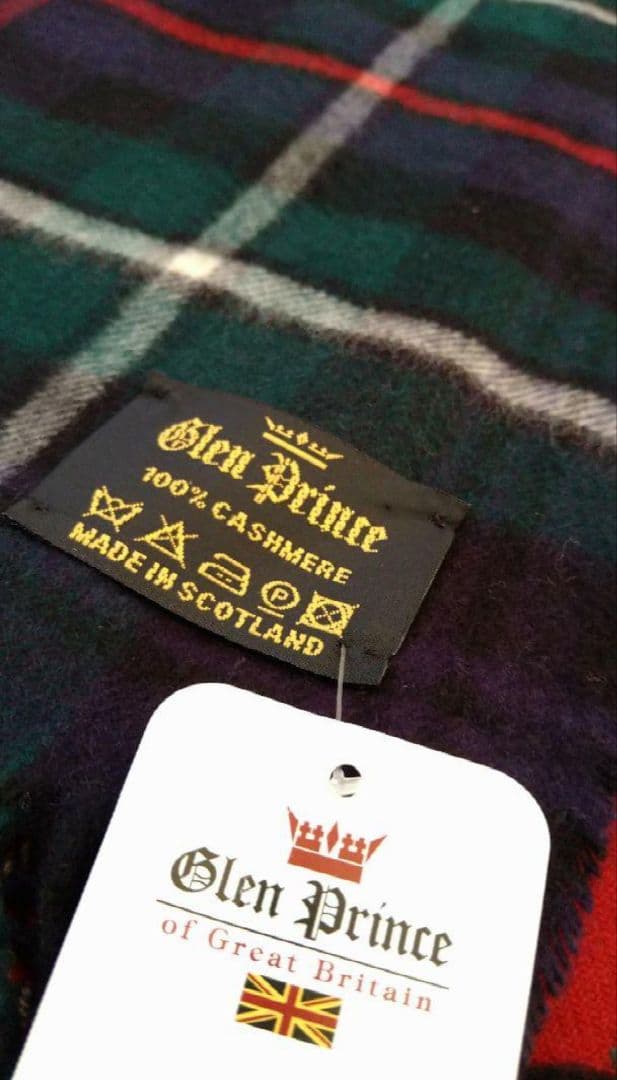 Glen Prince
100% CASHMERE
P
MADE IN SCOTLAND
Glen Prince
of Great Britain